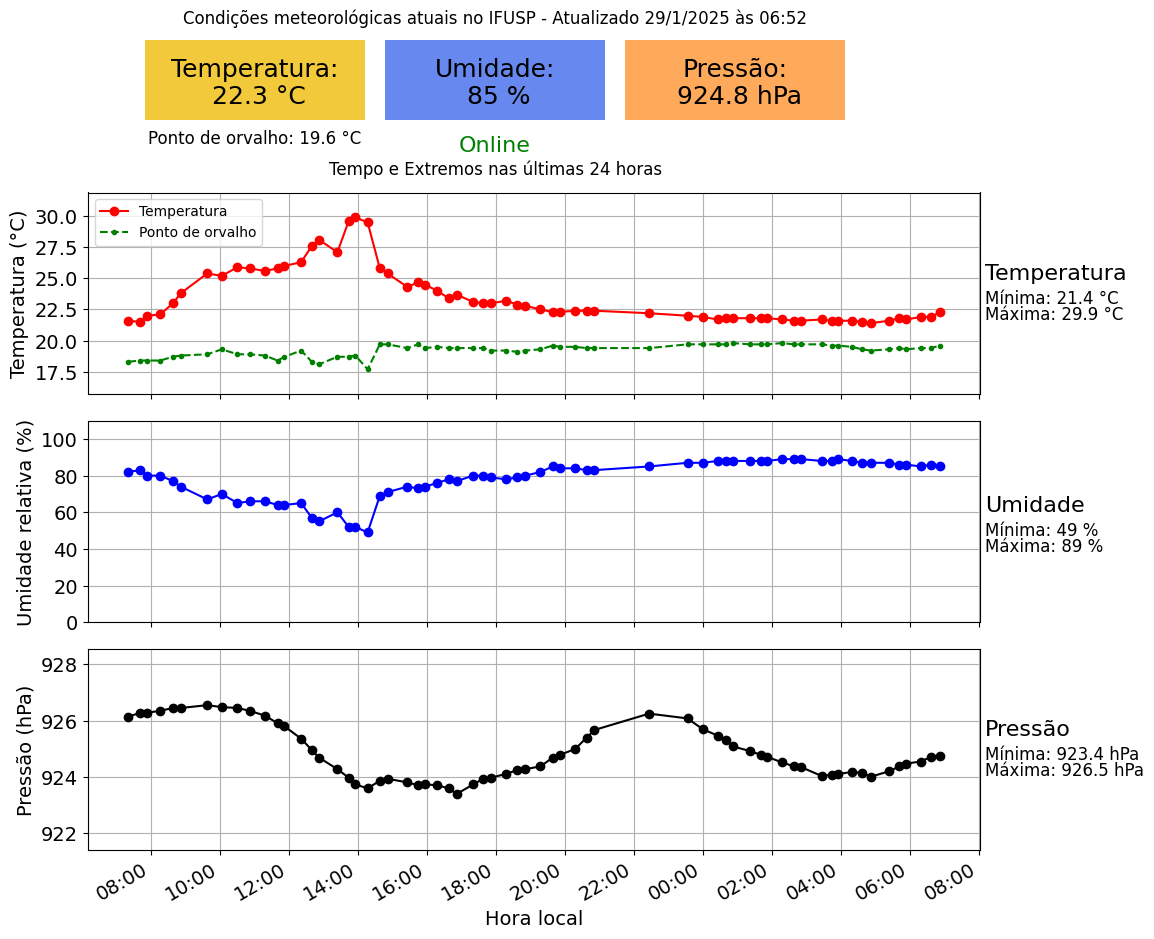 Condições meteorológicas atuais no IFUSP - Atualizado 29/1/2025 às 06:52
Temperatura:
22.3 °C
Umidade:
85 %
Pressão:
924.8 hPa
Ponto de orvalho: 19.6 °C
Online
Tempo e Extremos nas últimas 24 horas
Temperatura (°C)
30.0
27.5
25.0
22.5
20.0
17.5
Temperatura
Ponto de orvalho
Temperatura
Mínima: 21.4 °C
Máxima: 29.9 °C
Umidade relativa (%)
100
80
60
40
20
0
Umidade
Mínima: 49 %
Máxima: 89 %
Pressão (hPa)
928
926
924
922
Pressão
Mínima: 923.4 hPa
Máxima: 926.5 hPa
08:00
10:00
12:00
14:00
16:00
18:00
20:00
22:00
00:00
02:00
04:00
06:00
08:00
Hora local